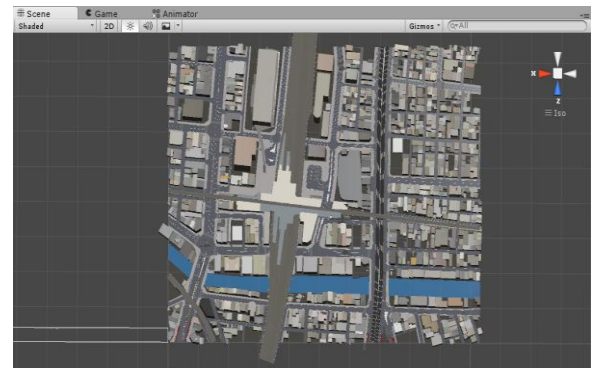 Scene Game Animator
Shaded 2D Gizmos All
x
z
Iso